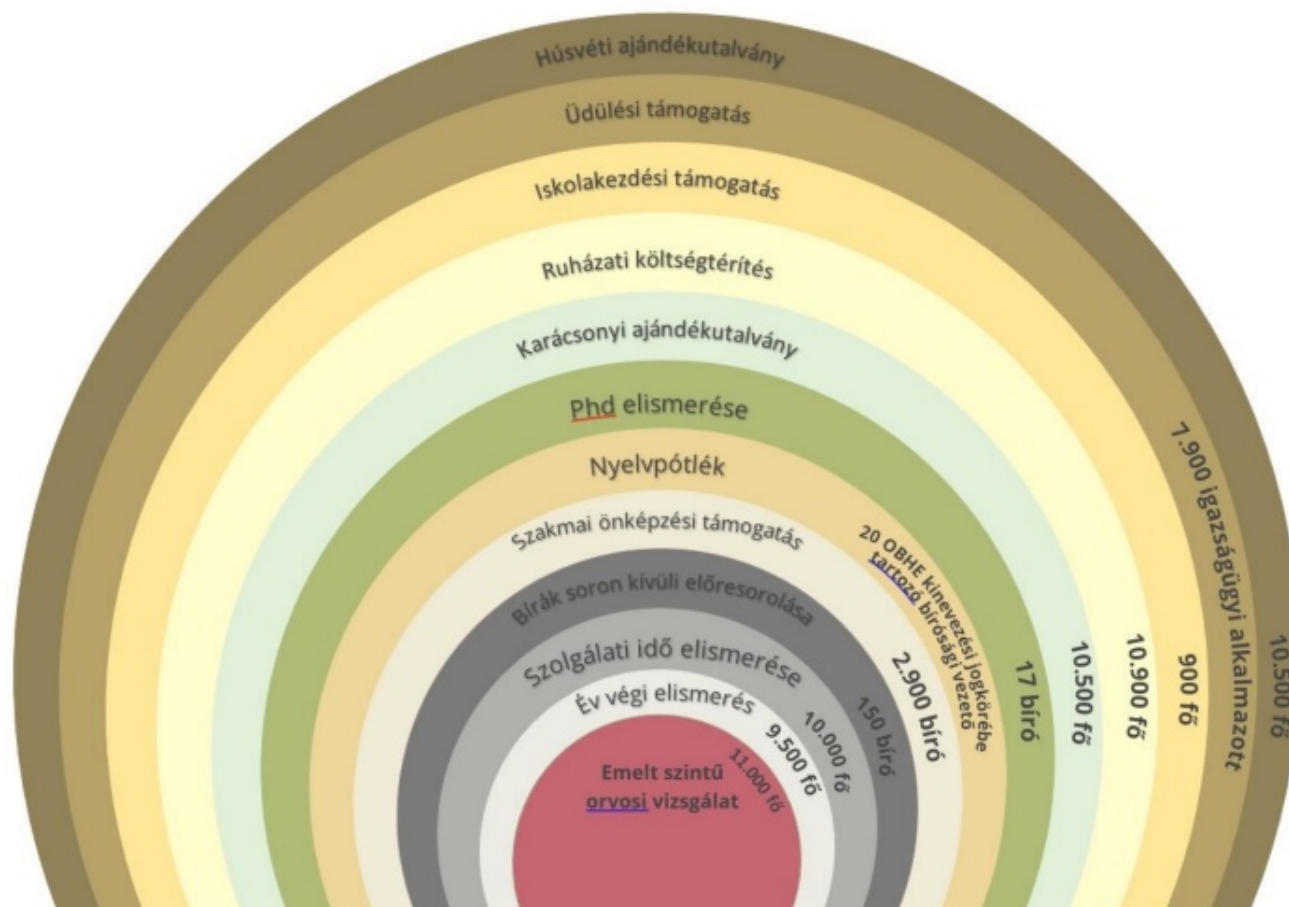 Húsvéti ajándékutalvány
Üdülési támogatás
Iskolakezdési támogatás
Ruházati költségtérítés
Karácsonyi ajándékutalvány
Phd elismerése
Nyelvpótlék
Szakmai önképzési támogatás
Bírák soron kívüli előresorolása
Szolgálati idő elismerése
Év végi elismerés
Emelt szintű
orvosi vizsgálat
11.000 fő
9.500 fő
10.000 fő
150 bíró
2.900 bíró
20 OBHE kinevezési jogkörébe
tartozó bírósági vezető
17 bíró
10.500 fő
10.900 fő
900 fő
7.900 igazságügyi alkalmazott
10.500 fő